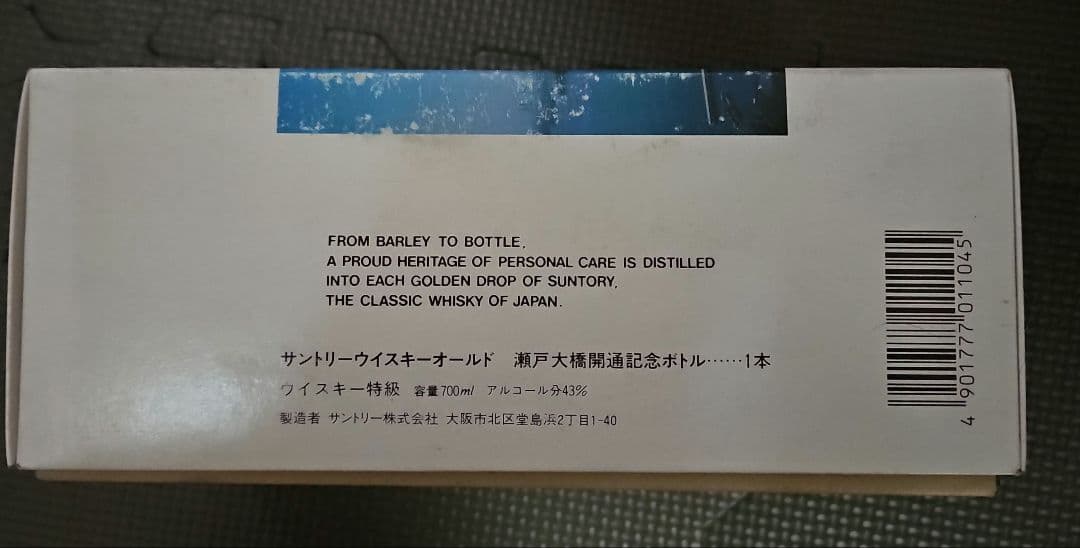 FROM BARLEY TO BOTTLE,
A PROUD HERITAGE OF PERSONAL CARE IS DISTILLED
INTO EACH GOLDEN DROP OF SUNTORY,
THE CLASSIC WHISKY OF JAPAN.
サントリーウイスキーオールド 瀬戸大橋開通記念ボトル……1本
ウイスキー特級 容量700ml アルコール分43%
製造者 サントリー株式会社 大阪市北区堂島浜2丁目1-40
4 901777 011045